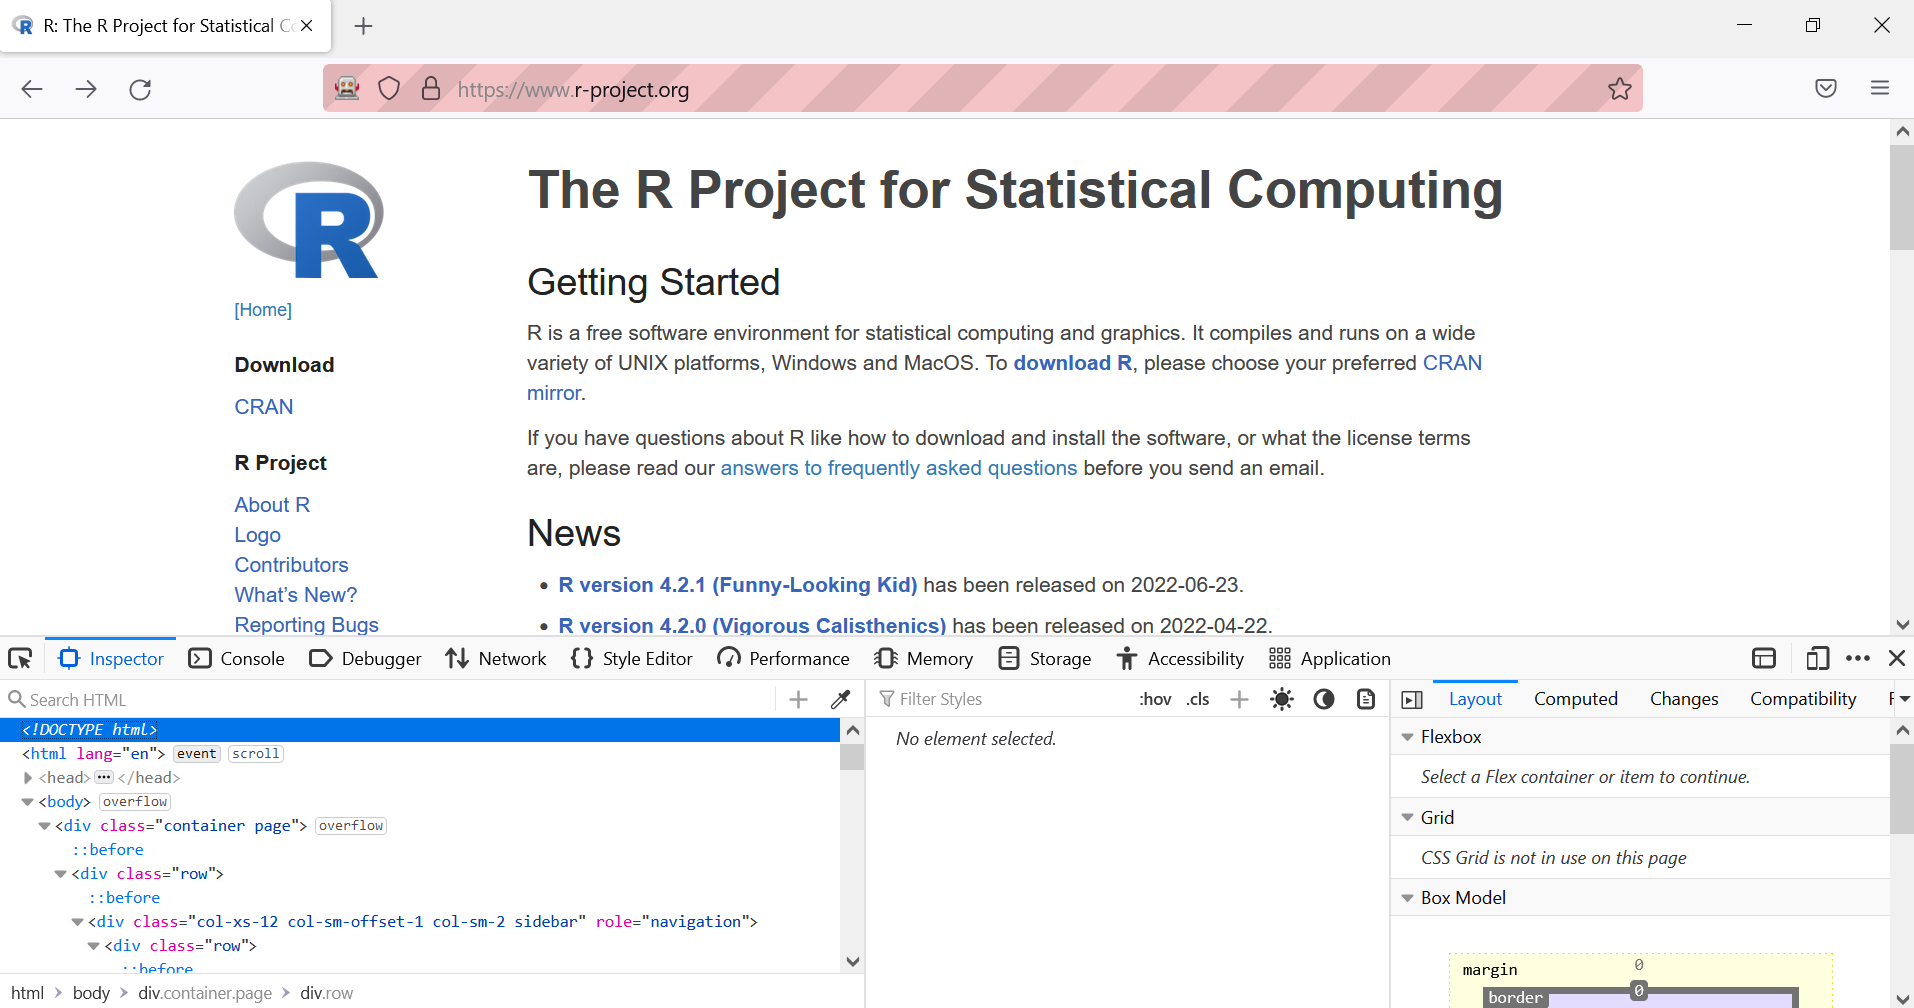 R: The R Project for Statistical C
https://www.r-project.org
R
[Home]
Download
CRAN
R Project
About R
Logo
Contributors
What's New?
Reporting Bugs
The R Project for Statistical Computing
Getting Started
R is a free software environment for statistical computing and graphics. It compiles and runs on a wide
variety of UNIX platforms, Windows and MacOS. To download R, please choose your preferred CRAN
mirror.
If you have questions about R like how to download and install the software, or what the license terms
are, please read our answers to frequently asked questions before you send an email.
News
• R version 4.2.1 (Funny-Looking Kid) has been released on 2022-06-23.
• R version 4.2.0 (Vigorous Calisthenics) has been released on 2022-04-22.
Inspector Console Debugger Network Style Editor Performance Memory Storage Accessibility Application
Search HTML
<!DOCTYPE html>
<html lang="en"> event scroll
<head> ••• </head>
<body> overflow
<div class="container page"> overflow
::before
<div class="row">
::before
<div class="col-xs-12 col-sm-offset-1 col-sm-2 sidebar" role="navigation">
<div class="row">
::before
html > body > div.container.page > div.row
Filter Styles :hov .cls
No element selected.
Layout Computed Changes Compatibility
Flexbox
Select a Flex container or item to continue.
Grid
CSS Grid is not in use on this page
Box Model
margin 0
border 0